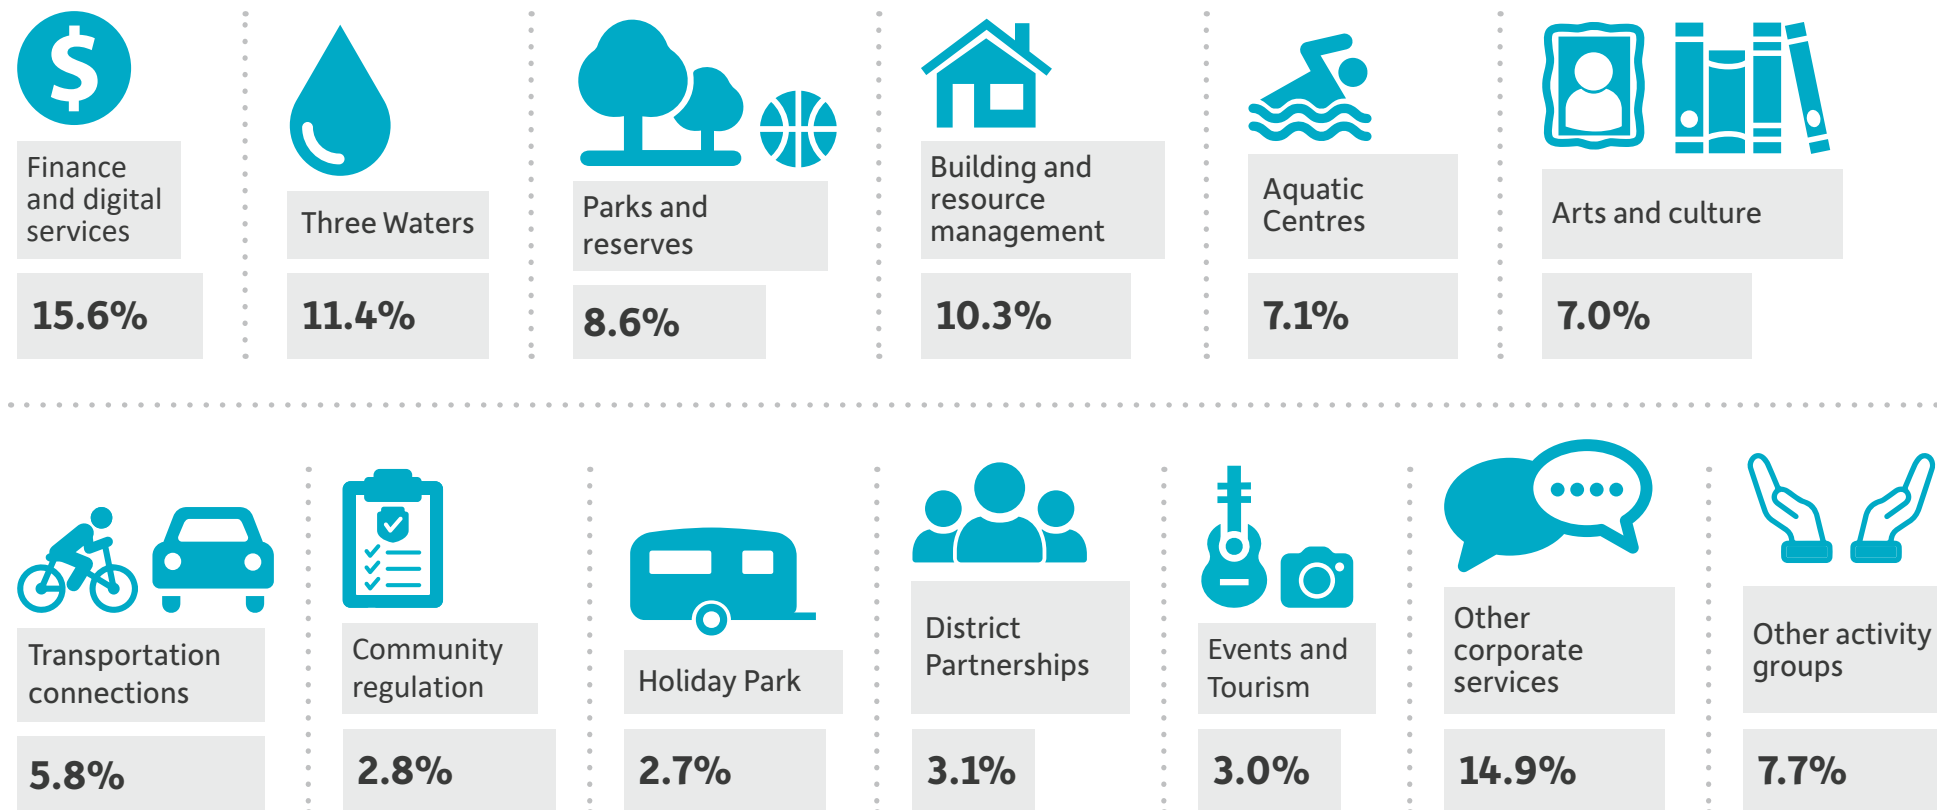 $
Finance
and digital
services
15.6%
Three Waters
11.4%
Parks and
reserves
8.6%
Building and
resource
management
10.3%
Aquatic
Centres
7.1%
Arts and culture
7.0%
Transportation
connections
5.8%
Community
regulation
2.8%
Holiday Park
2.7%
District
Partnerships
3.1%
Events and
Tourism
3.0%
Other
corporate
services
14.9%
Other activity
groups
7.7%